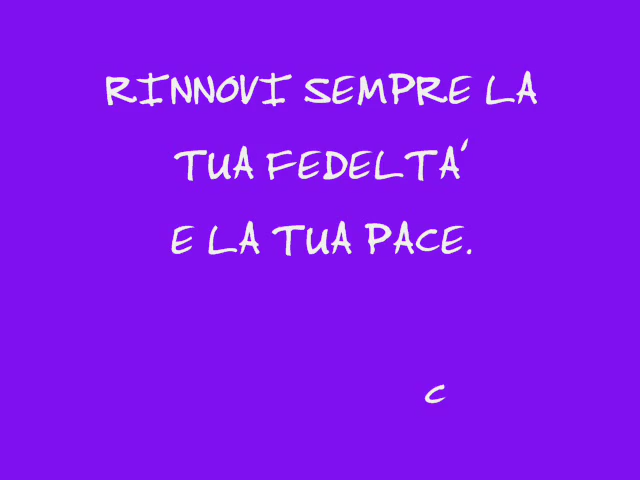 RINNOVI SEMPRE LA
TUA FEDELTA'
E LA TUA PACE.
C